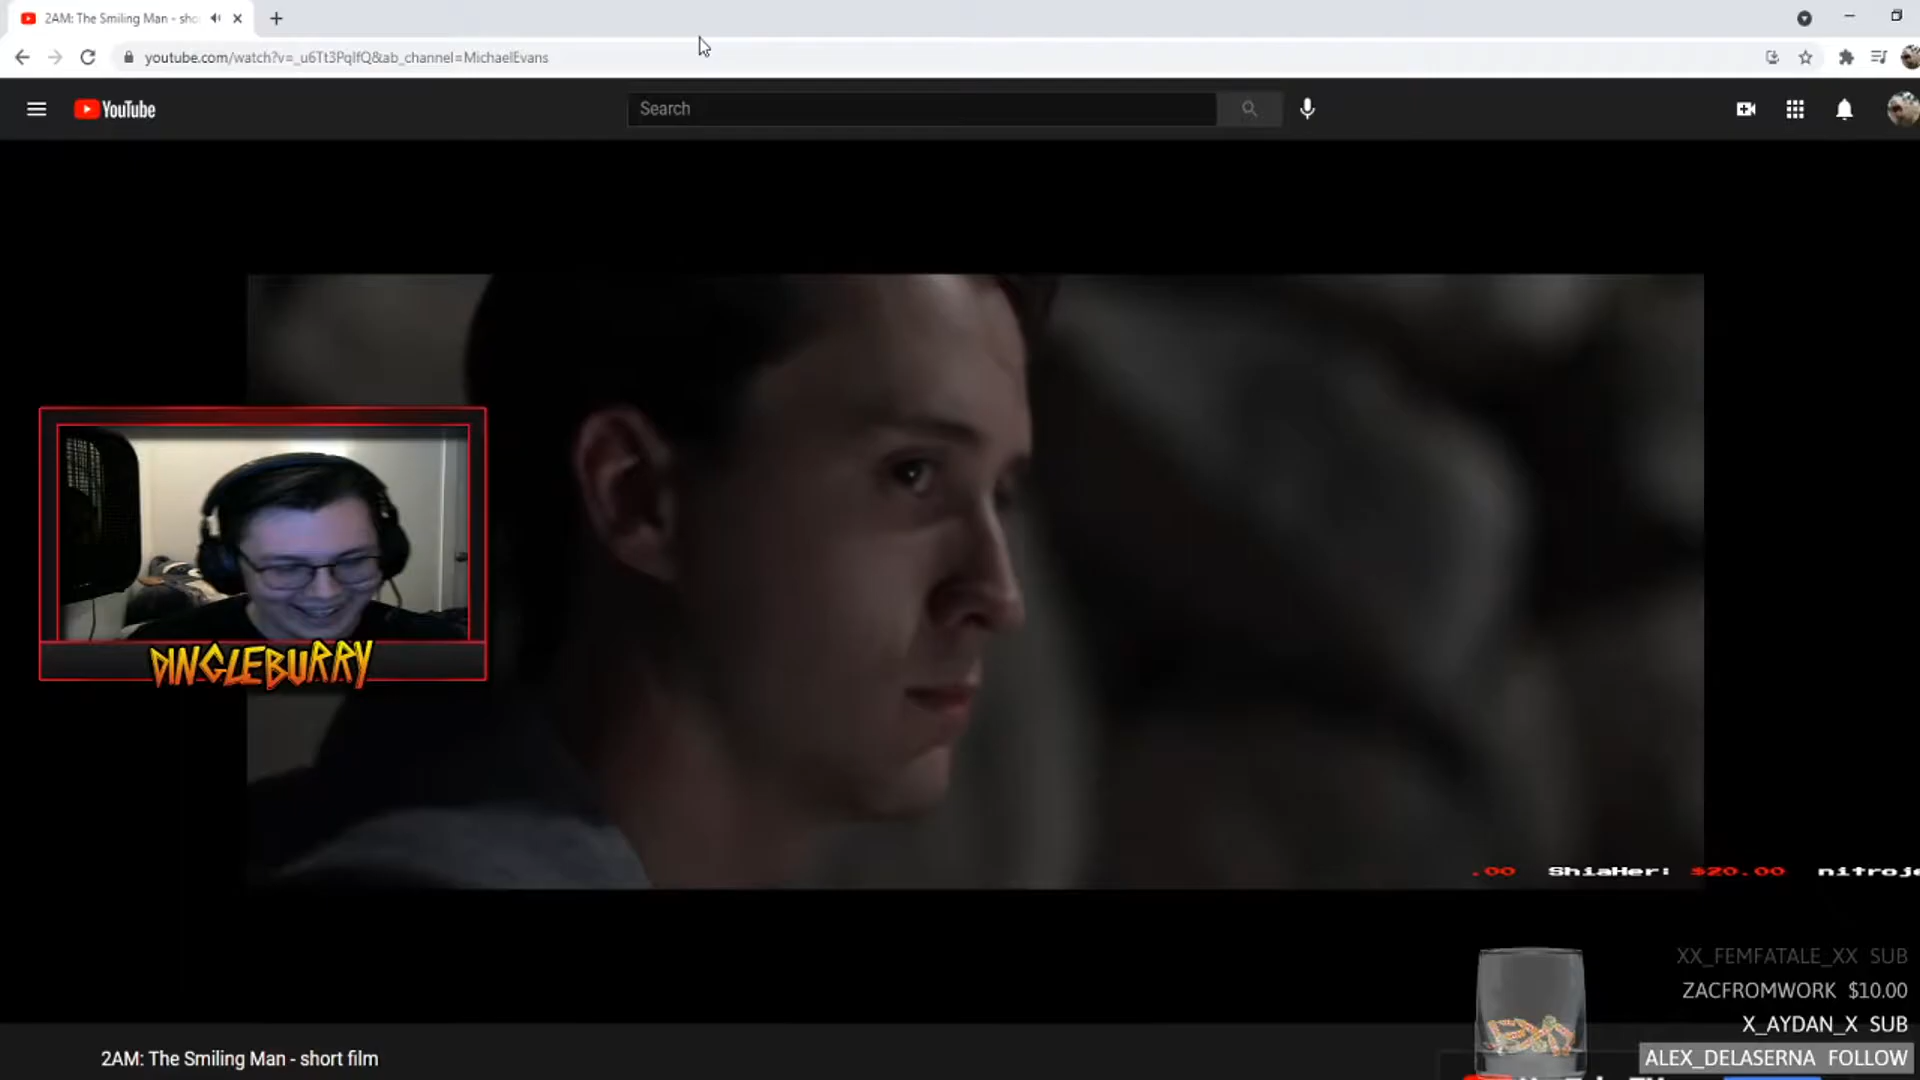 2AM: The Smiling Man - sho
youtube.com/watch?v=_u6Tt3PqlfQ&ab_channel=MichaelEvans
YouTube
Search
DINGLEBURRY
.00 ShiaHer: $20.00 nitroje
XX_FEMFATALE_XX SUB
ZACFROMWORK $10.00
X_AYDAN_X SUB
2AM: The Smiling Man - short film
ALEX_DELASERNA FOLLOW